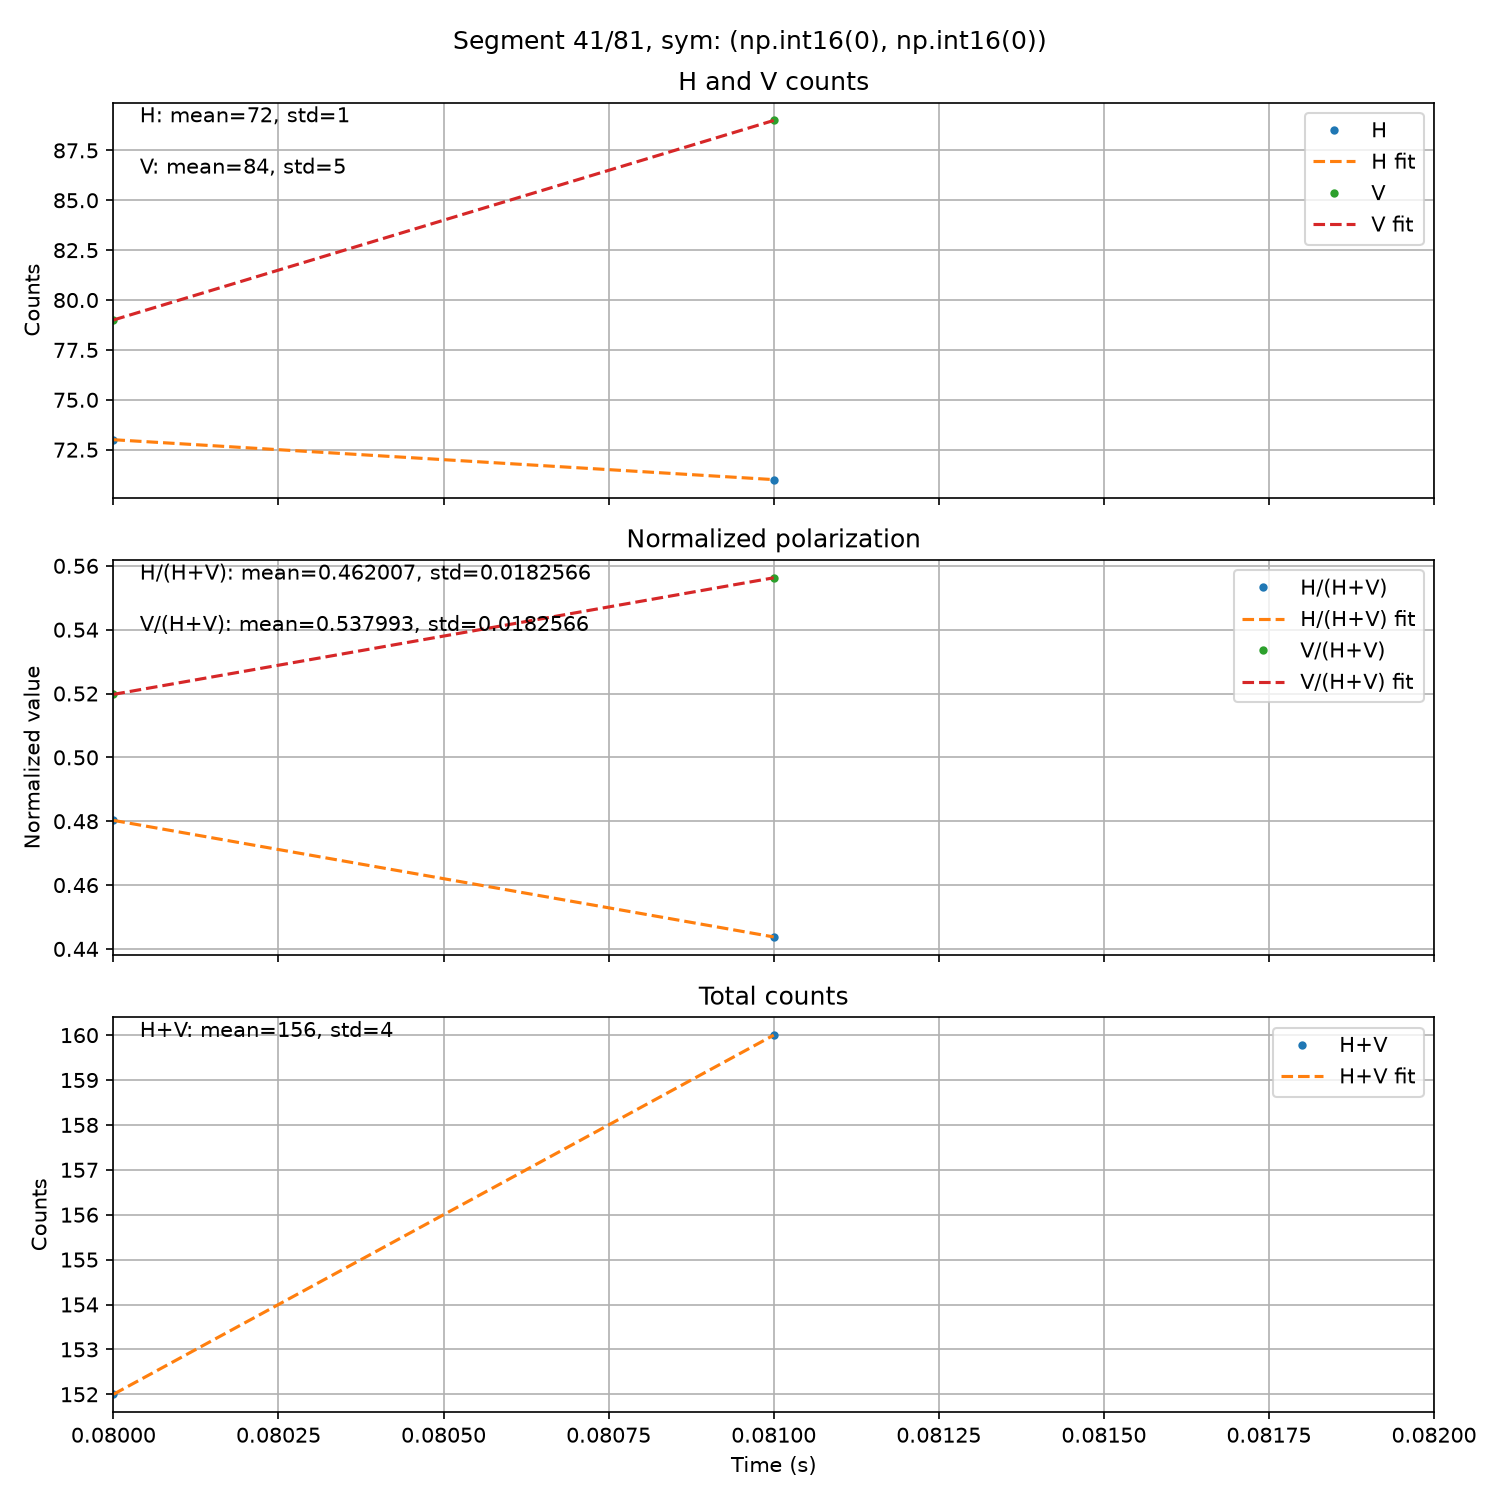 Segment 41/81, sym: (np.int16(0), np.int16(0))
H and V counts
H: mean=72, std=1
V: mean=84, std=5
87.5
85.0
82.5
80.0
77.5
75.0
72.5
Counts
H
H fit
V
V fit
Normalized polarization
H/(H+V): mean=0.462007, std=0.0182566
V/(H+V): mean=0.537993, std=0.0182566
0.56
0.54
0.52
0.50
0.48
0.46
0.44
Normalized value
H/(H+V)
H/(H+V) fit
V/(H+V)
V/(H+V) fit
Total counts
H+V: mean=156, std=4
160
159
158
157
156
155
154
153
152
Counts
H+V
H+V fit
0.08000 0.08025 0.08050 0.08075 0.08100 0.08125 0.08150 0.08175 0.08200
Time (s)